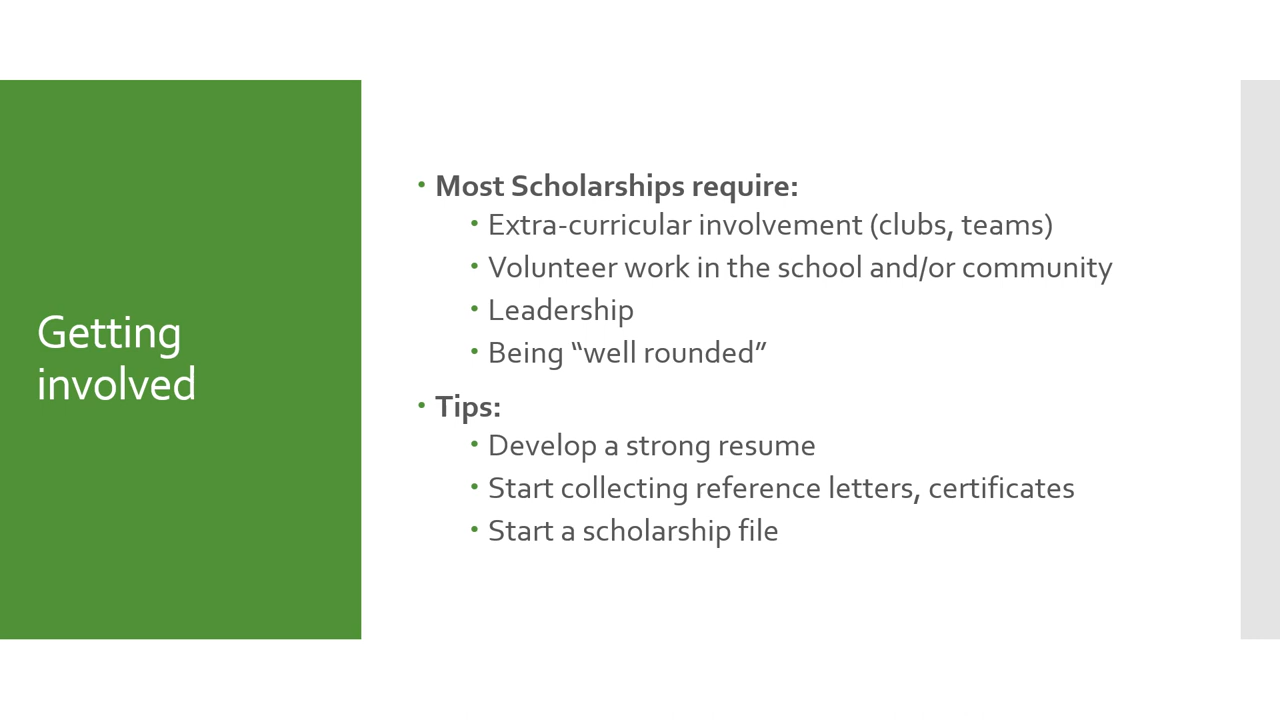 Getting
involved
• Most Scholarships require:
• Extra-curricular involvement (clubs, teams)
• Volunteer work in the school and/or community
• Leadership
• Being “well rounded”
• Tips:
• Develop a strong resume
• Start collecting reference letters, certificates
• Start a scholarship file